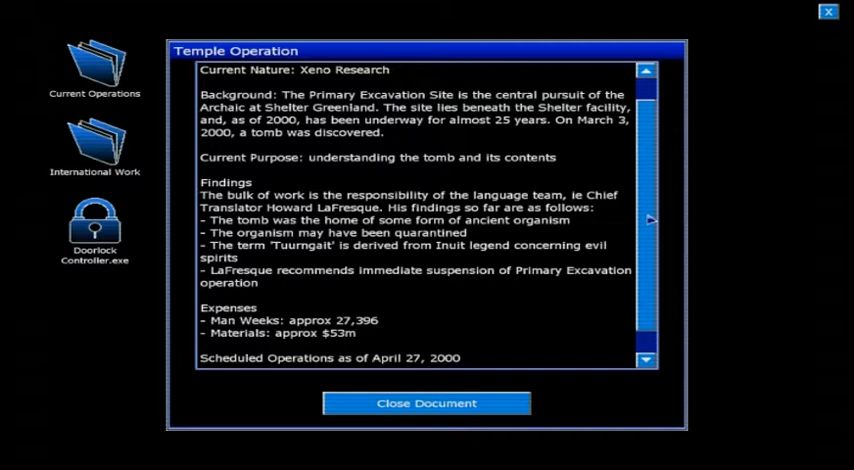 X
Temple Operation
Current Operations
International Work
Doorlock
Controller.exe
Current Nature: Xeno Research
Background: The Primary Excavation Site is the central pursuit of the
Archaic at Shelter Greenland. The site lies beneath the Shelter facility,
and, as of 2000, has been underway for almost 25 years. On March 3,
2000, a tomb was discovered.
Current Purpose: understanding the tomb and its contents
Findings
The bulk of work is the responsibility of the language team, ie Chief
Translator Howard LaFresque. His findings so far are as follows:
- The tomb was the home of some form of ancient organism
- The organism may have been quarantined
- The term 'Tuurngait' is derived from Inuit legend concerning evil
spirits
- LaFresque recommends immediate suspension of Primary Excavation
operation
Expenses
- Man Weeks: approx 27,396
- Materials: approx $53m
Scheduled Operations as of April 27, 2000
Close Document